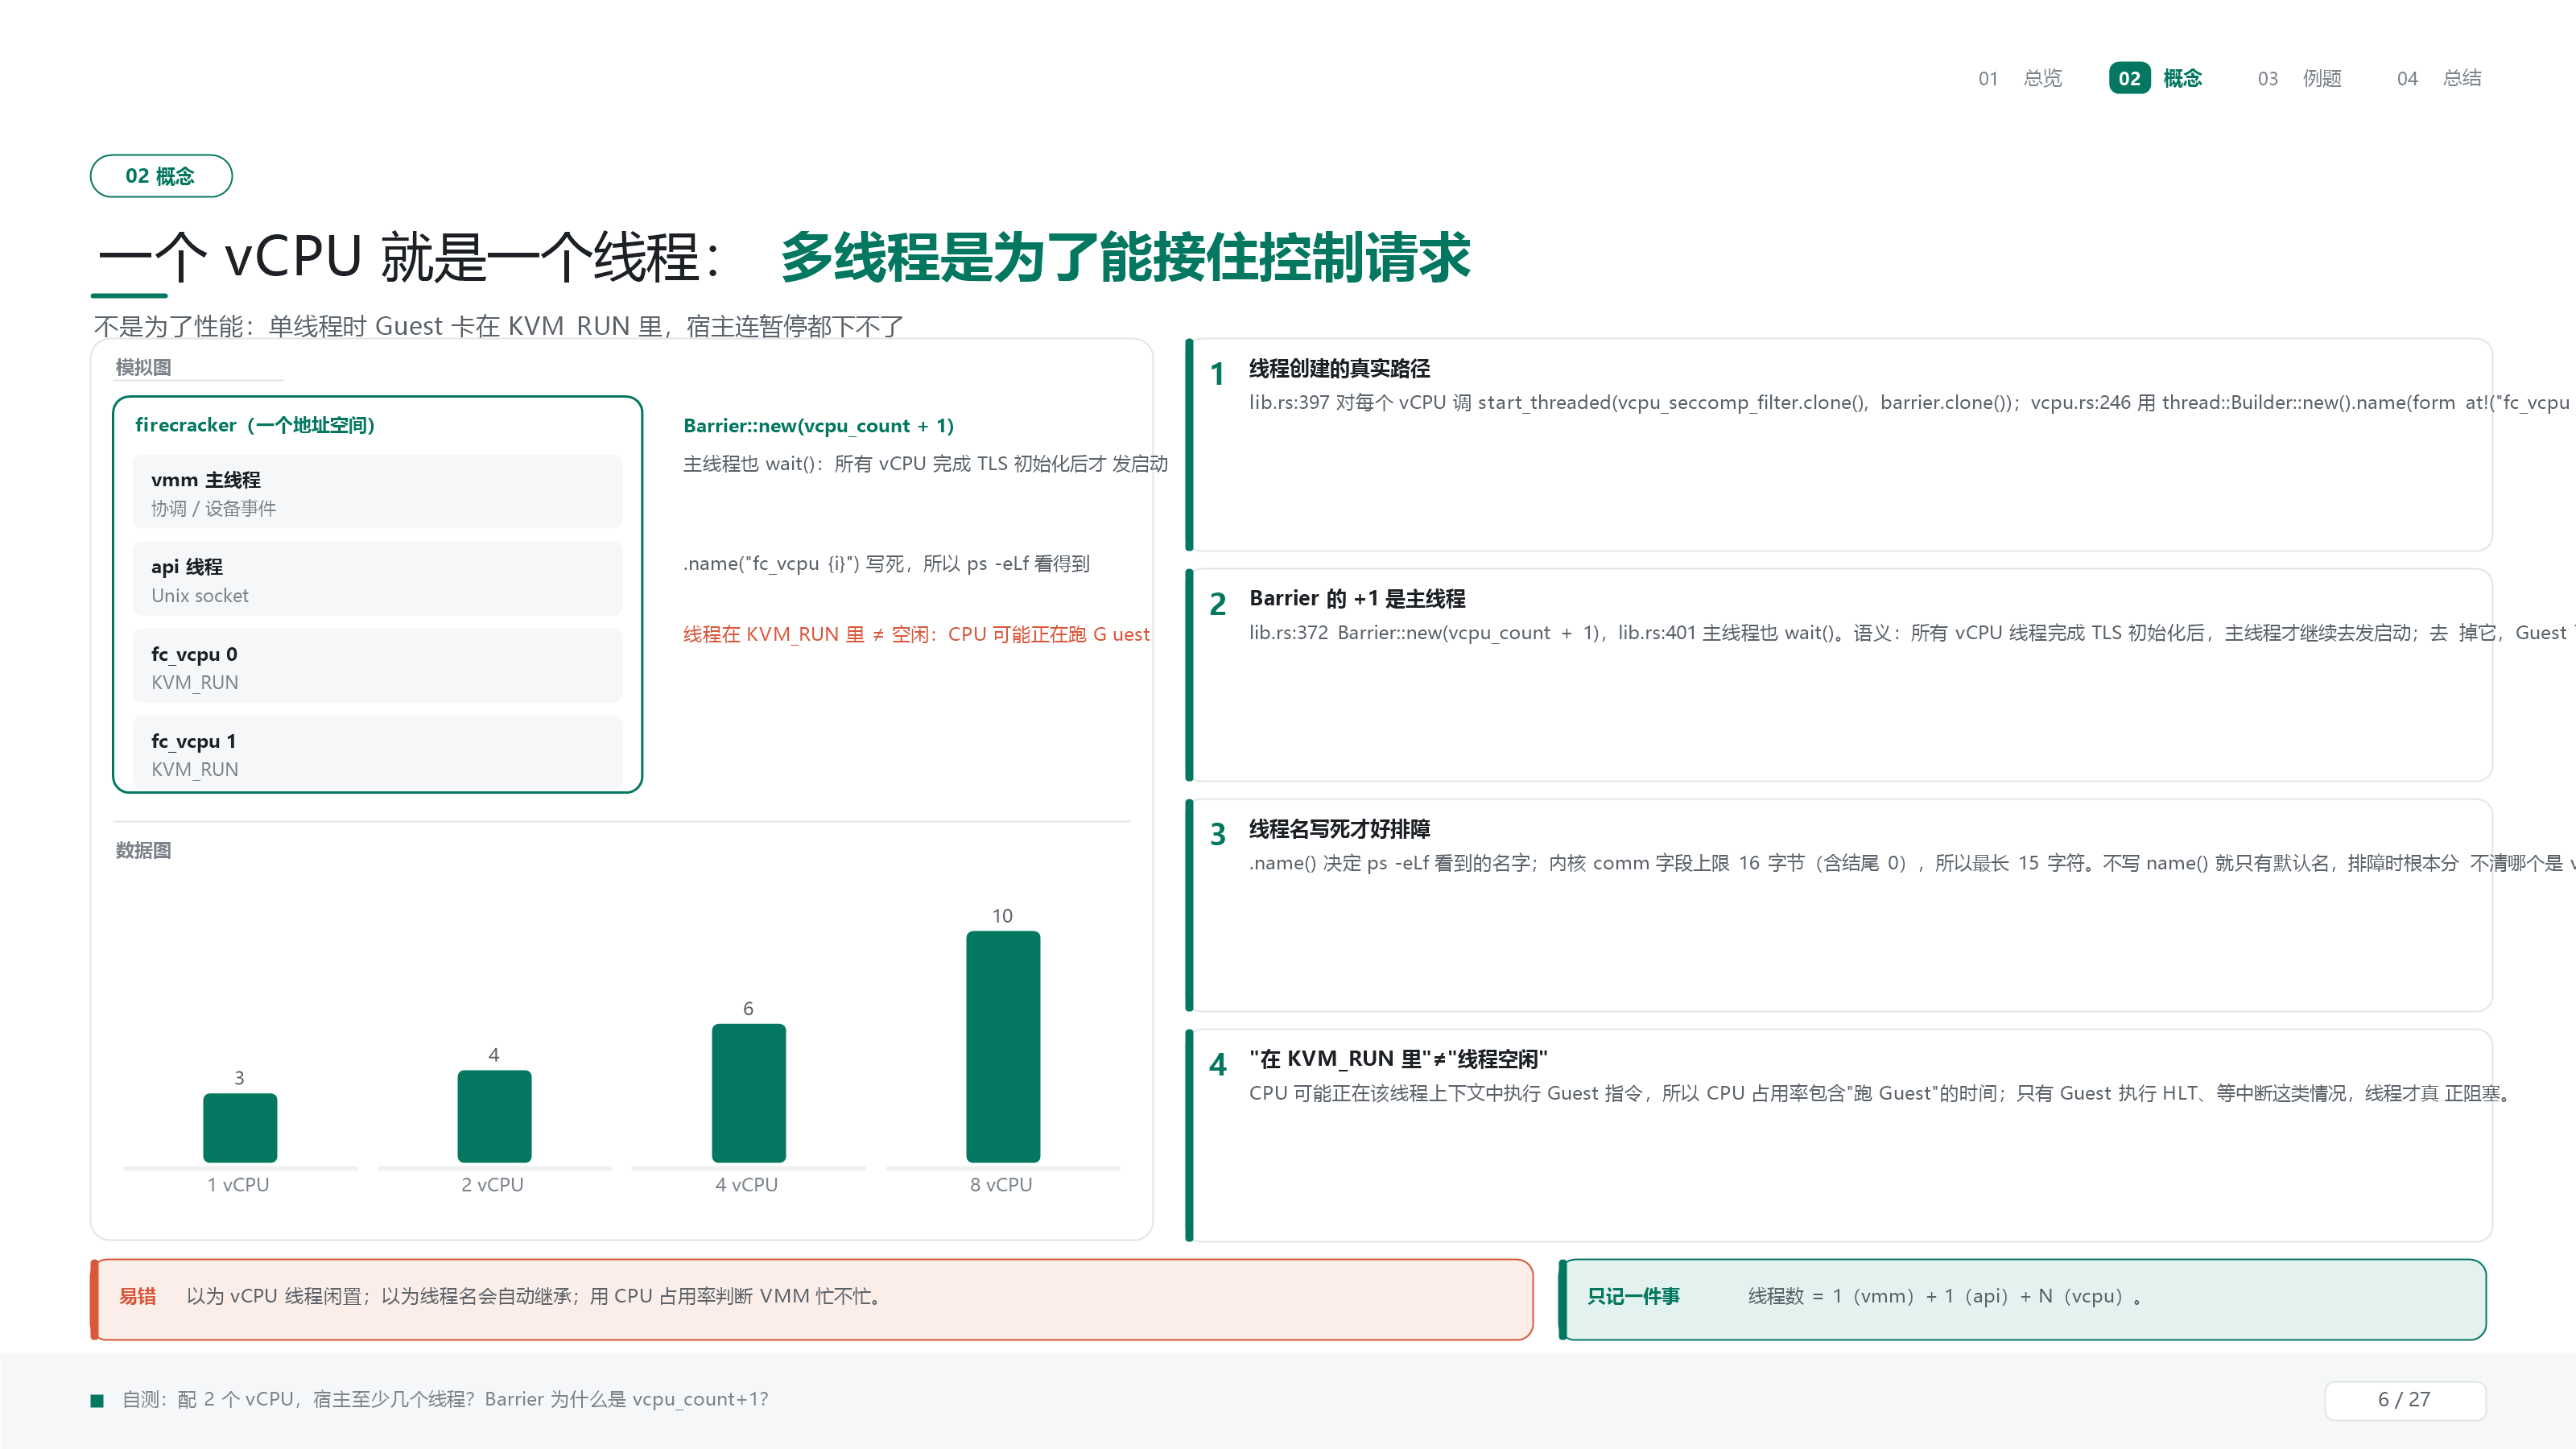 01 总览 02 概念 03 例题 04 总结
02 概念
一个 vCPU 就是一个线程： 多线程是为了能接住控制请求
不是为了性能：单线程时 Guest 卡在 KVM_RUN 里，宿主连暂停都下不了
模拟图
firecracker（一个地址空间）
vmm 主线程
协调 / 设备事件
api 线程
Unix socket
fc_vcpu 0
KVM_RUN
fc_vcpu 1
KVM_RUN
Barrier::new(vcpu_count + 1)
主线程也 wait()：所有 vCPU 完成 TLS 初始化后才 发启动
.name("fc_vcpu {i}") 写死，所以 ps -eLf 看得到
线程在 KVM_RUN 里 ≠ 空闲：CPU 可能正在跑 G uest
数据图
3
4
6
10
1 vCPU
2 vCPU
4 vCPU
8 vCPU
1 线程创建的真实路径
lib.rs:397 对每个 vCPU 调 start_threaded(vcpu_seccomp_filter.clone(), barrier.clone())；vcpu.rs:246 用 thread::Builder::new().name(form at!("fc_vcpu
2 Barrier 的 +1 是主线程
lib.rs:372 Barrier::new(vcpu_count + 1)，lib.rs:401 主线程也 wait()。语义：所有 vCPU 线程完成 TLS 初始化后，主线程才继续去发启动；去 掉它，Guest
3 线程名写死才好排障
.name() 决定 ps -eLf 看到的名字；内核 comm 字段上限 16 字节（含结尾 0），所以最长 15 字符。不写 name() 就只有默认名，排障时根本分 不清哪个是
4 "在 KVM_RUN 里"≠"线程空闲"
CPU 可能正在该线程上下文中执行 Guest 指令，所以 CPU 占用率包含"跑 Guest"的时间；只有 Guest 执行 HLT、等中断这类情况，线程才真 正阻塞。
易错 以为 vCPU 线程闲置；以为线程名会自动继承；用 CPU 占用率判断 VMM 忙不忙。
只记一件事 线程数 = 1（vmm）+ 1（api）+ N（vcpu）。
自测：配 2 个 vCPU，宿主至少几个线程？Barrier 为什么是 vcpu_count+1？
6 / 27